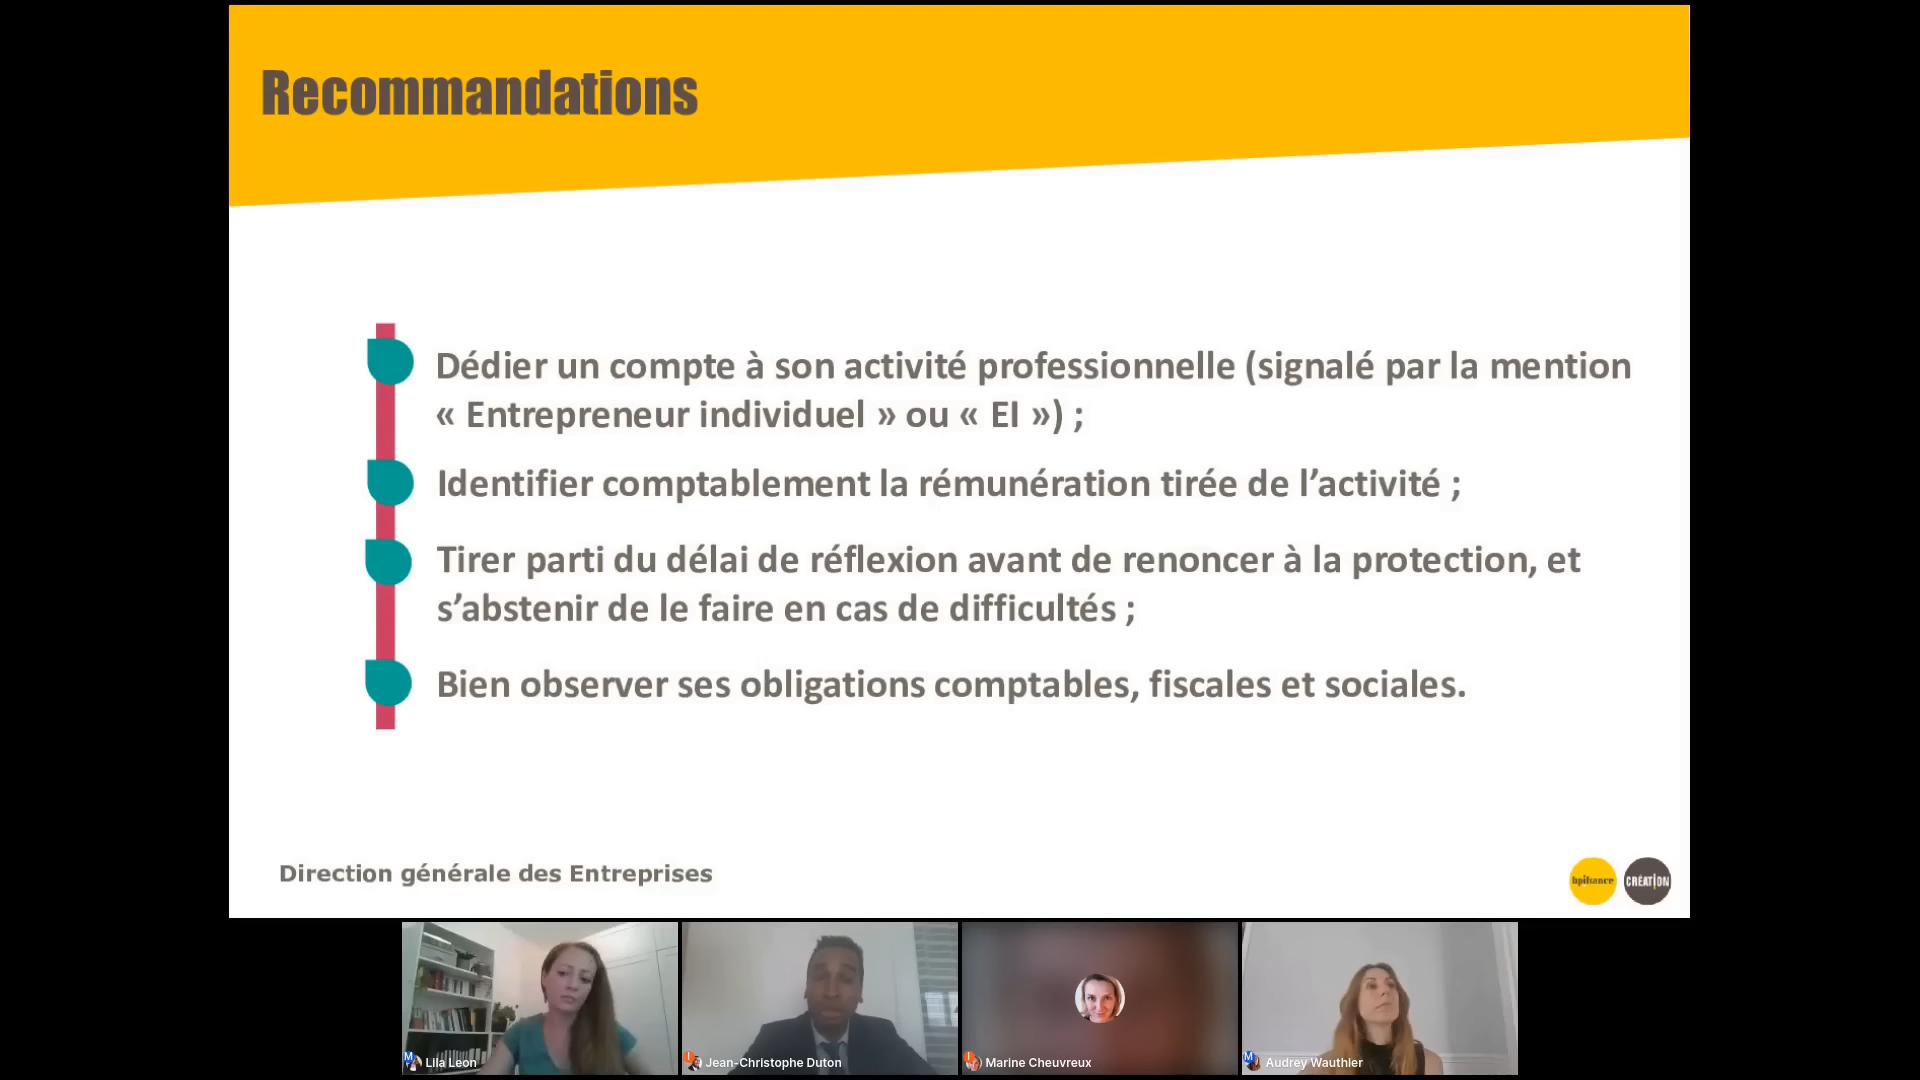 Recommandations
Dédier un compte à son activité professionnelle (signalé par la mention
« Entrepreneur individuel » ou « EI ») ;
Identifier comptablement la rémunération tirée de l’activité ;
Tirer parti du délai de réflexion avant de renoncer à la protection, et
s’abstenir de le faire en cas de difficultés ;
Bien observer ses obligations comptables, fiscales et sociales.
Direction générale des Entreprises
bpifrance
CRÉATION
M
Lila Leon
I
Jean-Christophe Duton
I
Marine Cheuvreux
M
Audrey Wauthier